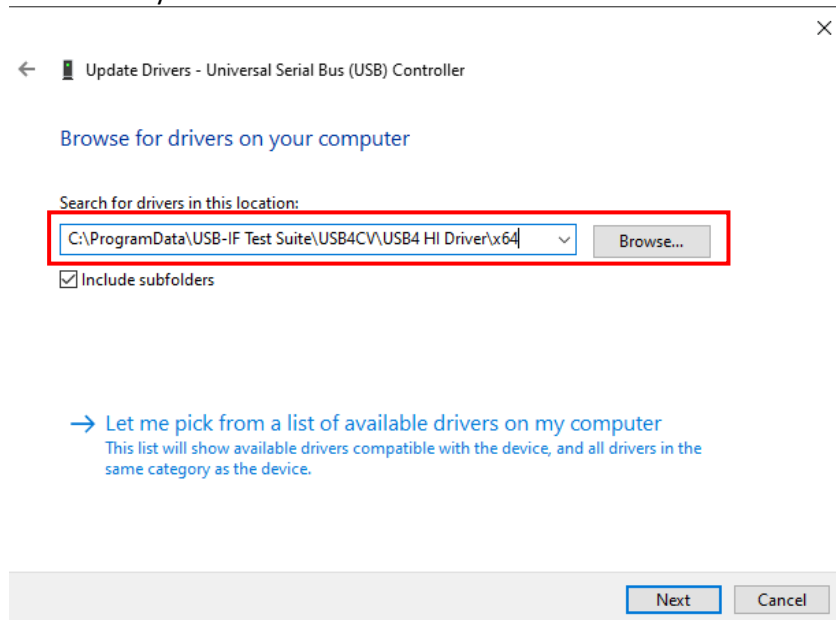 Update Drivers - Universal Serial Bus (USB) Controller
Browse for drivers on your computer
Search for drivers in this location:
C:\ProgramData\USB-IF Test Suite\USB4CV\USB4 HI Driver\x64
Browse...
Include subfolders
Let me pick from a list of available drivers on my computer
This list will show available drivers compatible with the device, and all drivers in the
same category as the device.
Next
Cancel